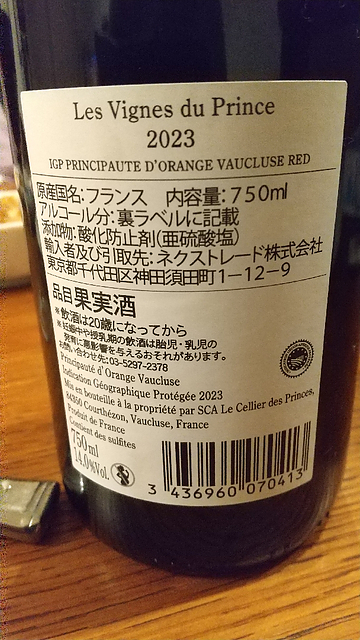 Les Vignes du Prince
2023
IGP PRINCIPAUTE D'ORANGE VAUCLUSE RED
原産国名：フランス 内容量：750ml
アルコール分：裏ラベルに記載
添加物：酸化防止剤（亜硫酸塩）
輸入者及び引取先：ネクストレード株式会社
東京都千代田区神田須田町1－12－9
品目果実酒
※飲酒は20歳になってから
※妊娠中や授乳期の飲酒は胎児・乳児の
発育に悪影響を与えるおそれがあります。
お問い合わせ先：03-5297-2378
Principauté d'Orange Vaucluse
Indication Géographique Protégée 2023
Mis en bouteille à la propriété par SCA Le Cellier des Princes,
84350 Courthézon, Vaucluse, France
Produit de France
Contient des sulfites
750ml
14.0%Vol.
3 436960 070413